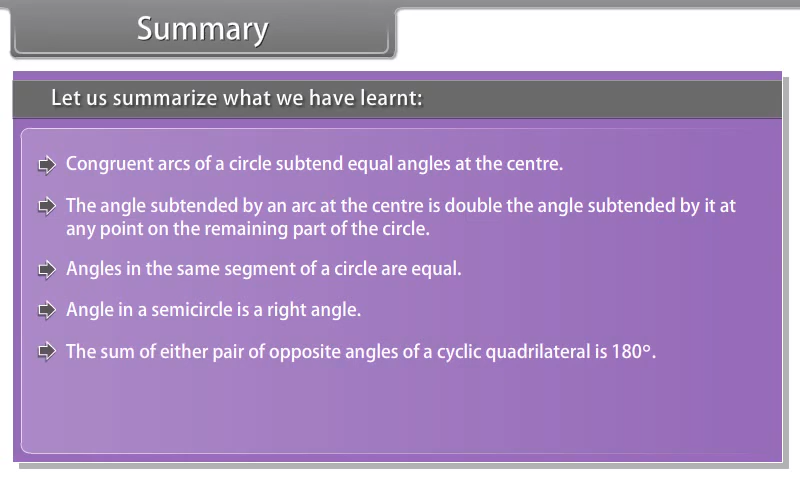 Summary
Let us summarize what we have learnt:
Congruent arcs of a circle subtend equal angles at the centre.
The angle subtended by an arc at the centre is double the angle subtended by it at
any point on the remaining part of the circle.
Angles in the same segment of a circle are equal.
Angle in a semicircle is a right angle.
The sum of either pair of opposite angles of a cyclic quadrilateral is 180º.